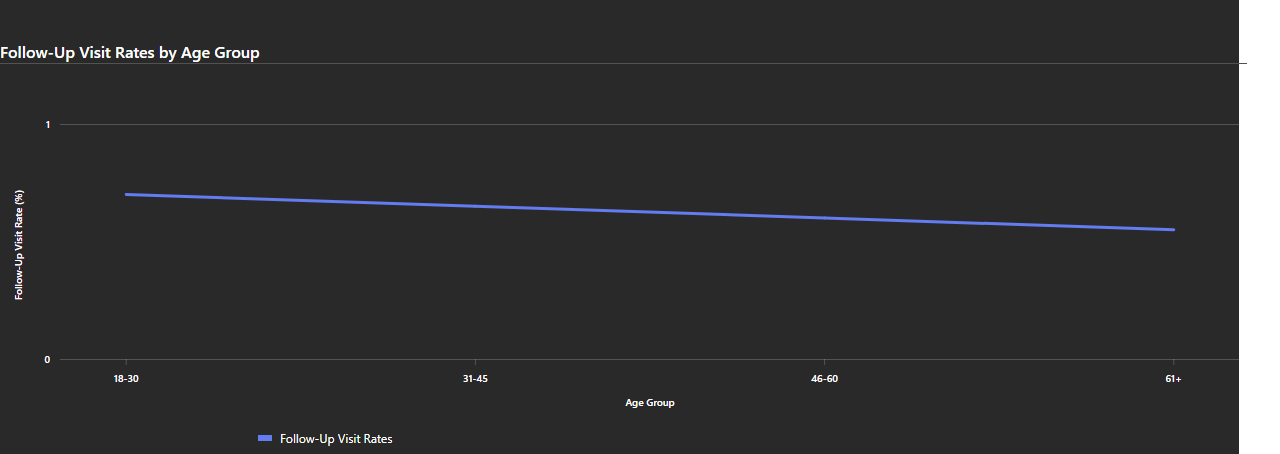 Follow-Up Visit Rates by Age Group
1
Follow-Up Visit Rate (%)
0
18-30 31-45 46-60 61+
Age Group
Follow-Up Visit Rates